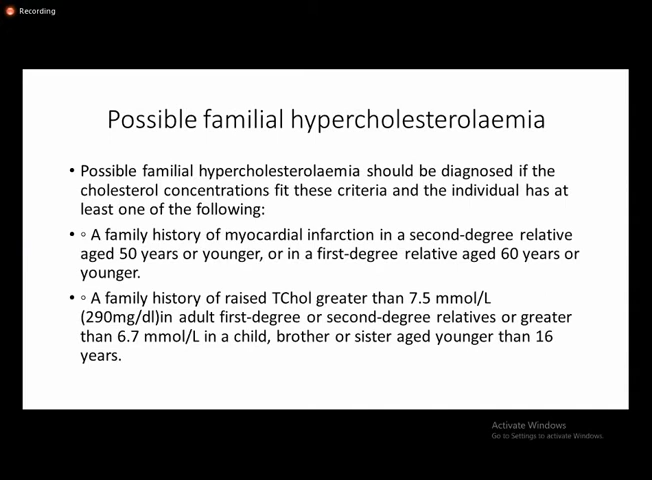 Recording
Possible familial hypercholesterolaemia
• Possible familial hypercholesterolaemia should be diagnosed if the
cholesterol concentrations fit these criteria and the individual has at
least one of the following:
• ◦ A family history of myocardial infarction in a second-degree relative
aged 50 years or younger, or in a first-degree relative aged 60 years or
younger.
• ◦ A family history of raised TChol greater than 7.5 mmol/L
(290mg/dl)in adult first-degree or second-degree relatives or greater
than 6.7 mmol/L in a child, brother or sister aged younger than 16
years.
Activate Windows
Go to Settings to activate Windows.